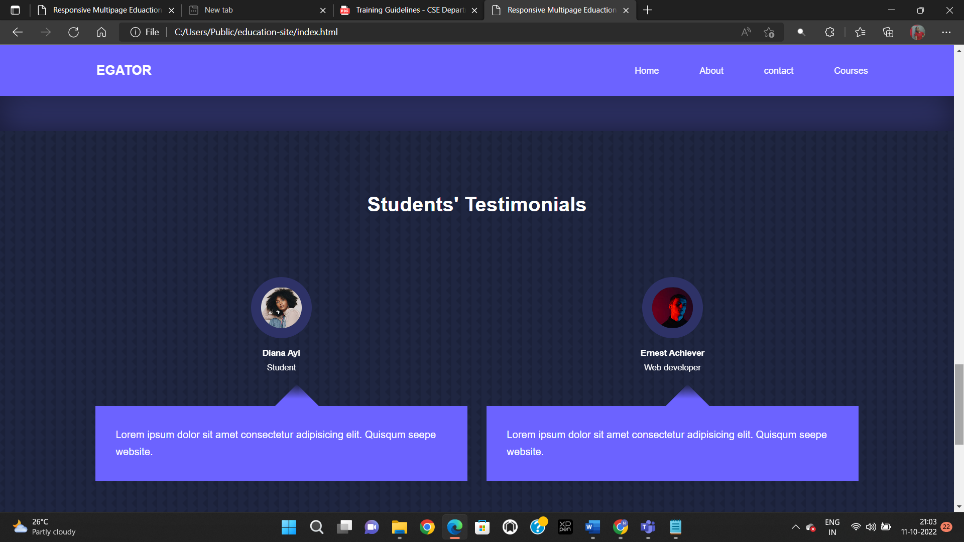 Responsive Multipage Eduaction
New tab
Training Guidelines - CSE Depart
Responsive Multipage Eduaction
File
C:/Users/Public/education-site/index.html
EGATOR
Home
About
contact
Courses
Students' Testimonials
Diana Ayi
Student
Ernest Achiever
Web developer
Lorem ipsum dolor sit amet consectetur adipisicing elit. Quisqum seepe
website.
Lorem ipsum dolor sit amet consectetur adipisicing elit. Quisqum seepe
website.
26°C
Partly cloudy
ENG
IN
21:03
11-10-2022
22